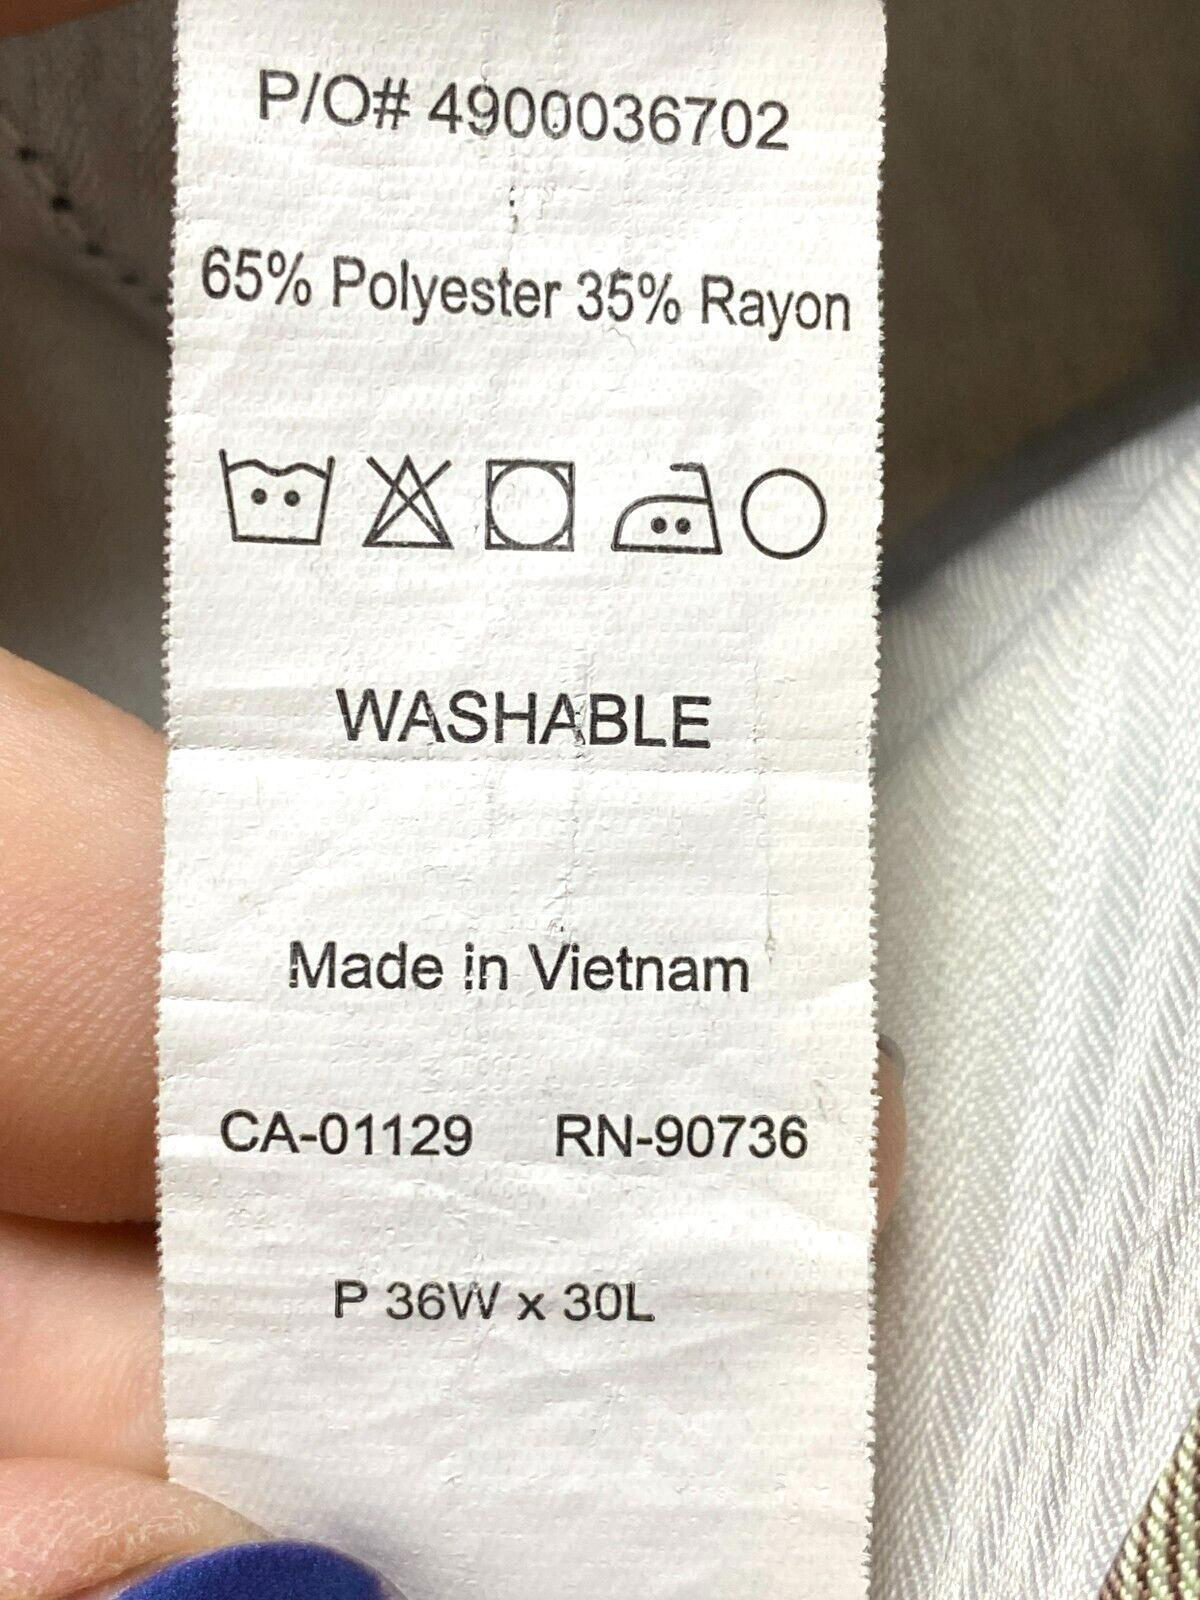 P/O# 4900036702
65% Polyester 35% Rayon
WASHABLE
Made in Vietnam
CA-01129 RN-90736
P 36W x 30L